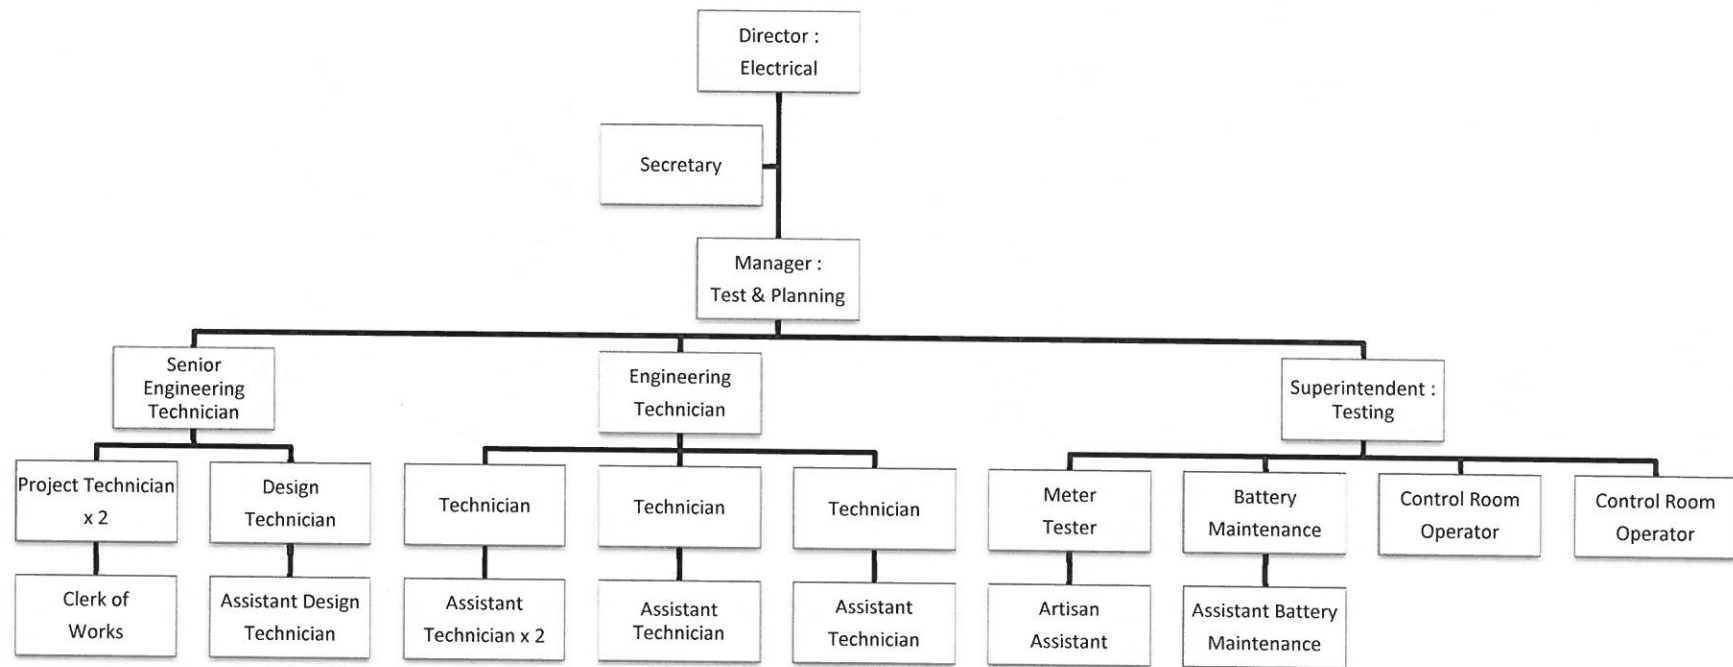 Director :
Electrical
Secretary
Manager :
Test & Planning
Senior
Engineering
Technician
Engineering
Technician
Superintendent :
Testing
Project Technician
x 2
Design
Technician
Technician
Technician
Technician
Meter
Tester
Battery
Maintenance
Control Room
Operator
Control Room
Operator
Clerk of
Works
Assistant Design
Technician
Assistant
Technician x 2
Assistant
Technician
Assistant
Technician
Artisan
Assistant
Assistant Battery
Maintenance